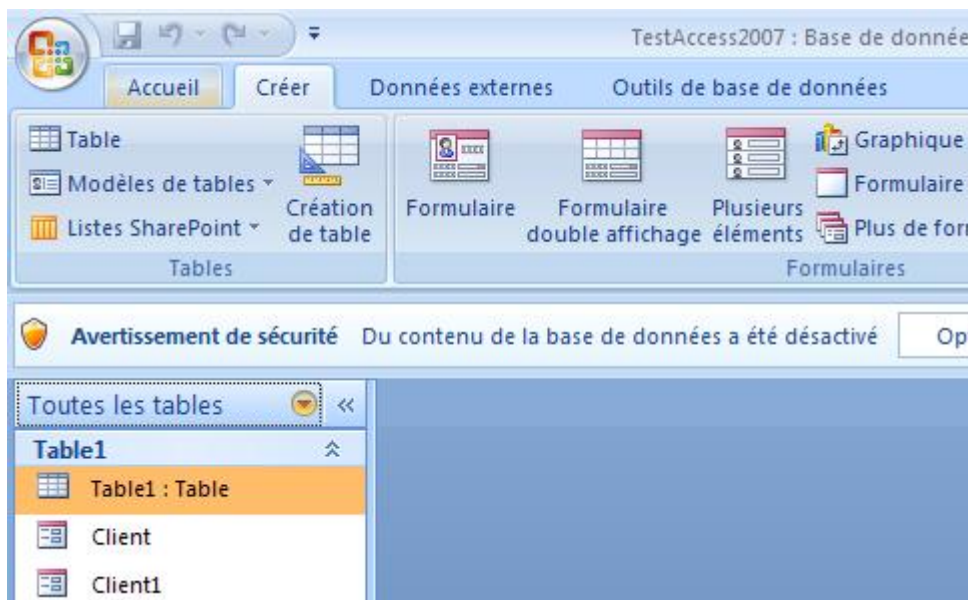 TestAccess2007 : Base de donnée
Accueil Créer Données externes Outils de base de données
Table
Modèles de tables
Listes SharePoint
Création de table
Tables
Formulaire
Formulaire double affichage
Plusieurs éléments
Graphique
Formulaire
Plus de for
Formulaires
Avertissement de sécurité Du contenu de la base de données a été désactivé Op
Toutes les tables
Table1
Table1 : Table
Client
Client1